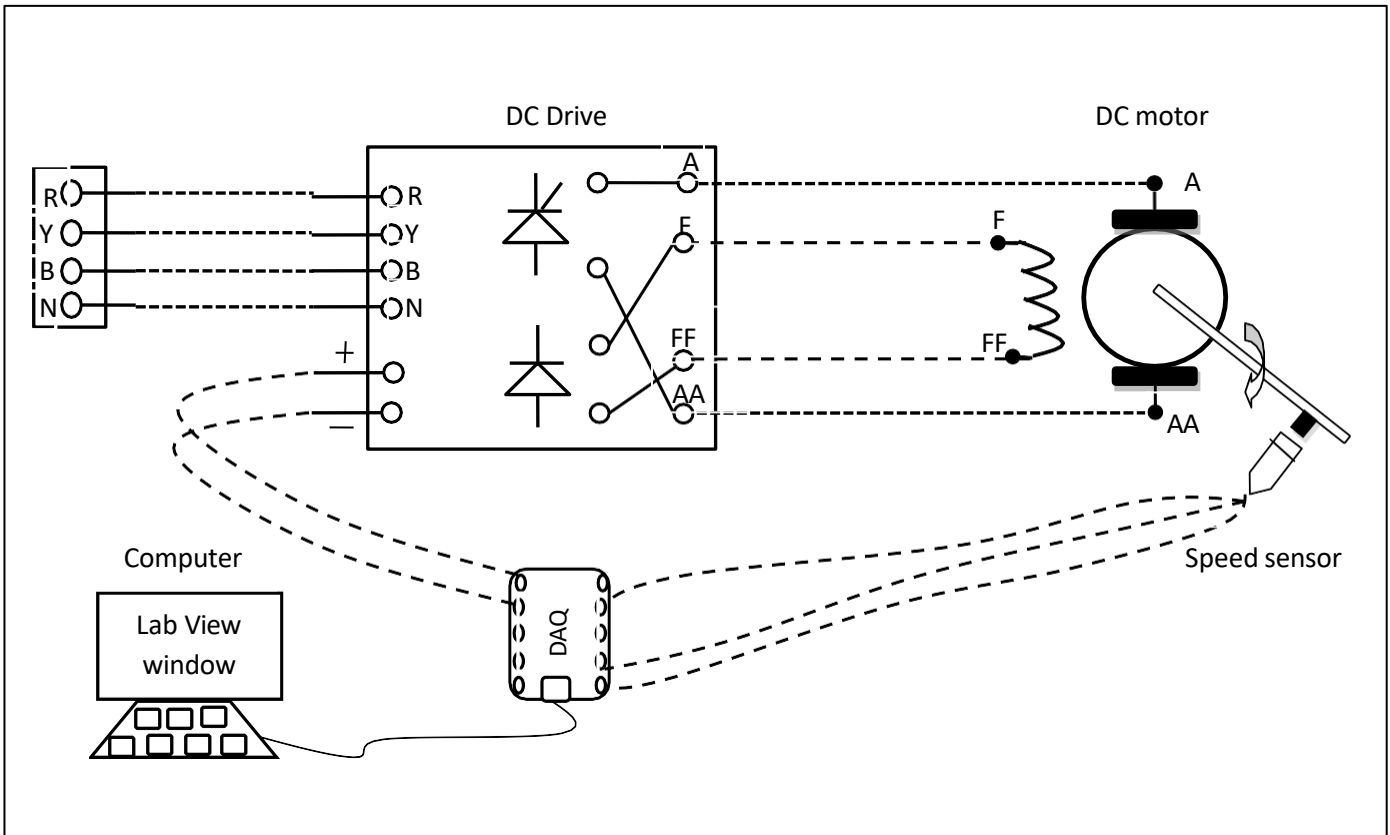 DC Drive
DC motor
R
Y
B
N
R
Y
B
N
+
−
A
F
FF
AA
F
FF
A
AA
Computer
Lab View
window
DAQ
Speed sensor